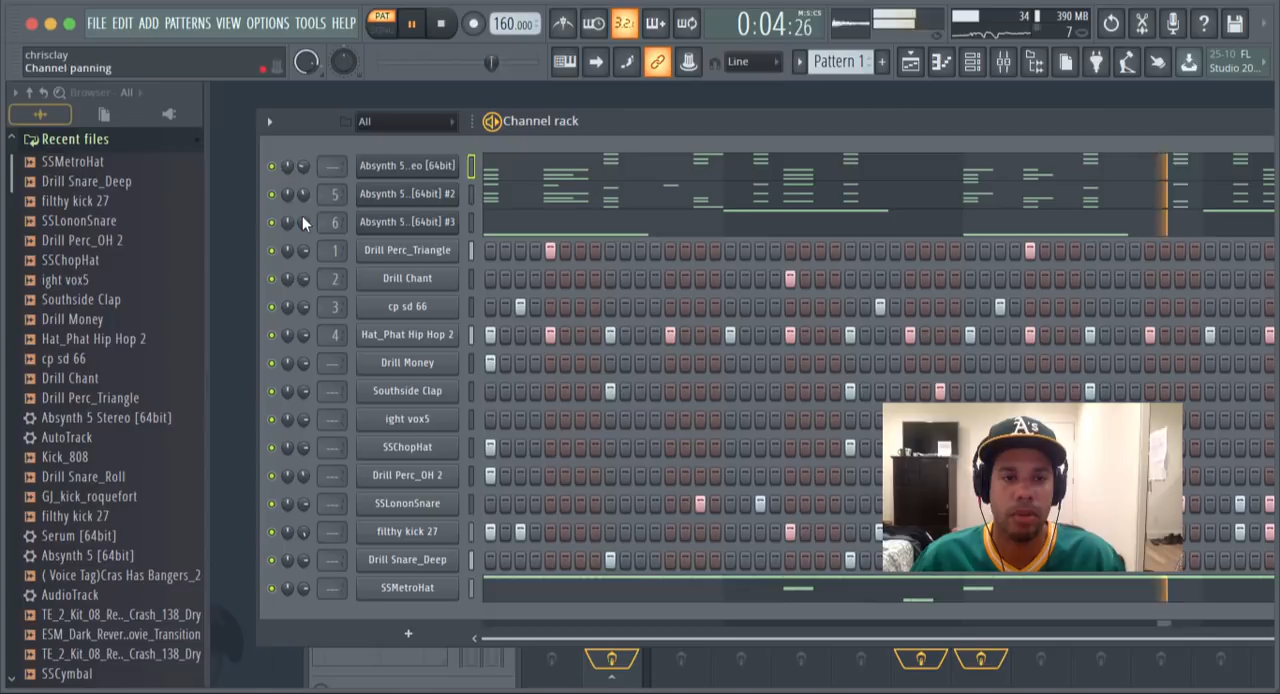 FILE EDIT ADD PATTERNS VIEW OPTIONS TOOLS HELP
PAT
SONG
160.000
3.2.
0:04:26
M:S:CS
34
390 MB
7
chrisclay
Channel panning
Line
Pattern 1
25-10 FL
Studio 20...
Browser - All
All
Channel rack
Recent files
SSMetroHat
Drill Snare_Deep
filthy kick 27
SSLononSnare
Drill Perc_OH 2
SSChopHat
ight vox5
Southside Clap
Drill Money
Hat_Phat Hip Hop 2
cp sd 66
Drill Chant
Drill Perc_Triangle
Absynth 5 Stereo [64bit]
AutoTrack
Kick_808
Drill Snare_Roll
GJ_kick_roquefort
filthy kick 27
Serum [64bit]
Absynth 5 [64bit]
( Voice Tag)Cras Has Bangers_2
AudioTrack
TE_2_Kit_08_Re.._Crash_138_Dry
ESM_Dark_Rever..ovie_Transition
TE_2_Kit_08_Re.._Crash_138_Dry
SSCymbal
Absynth 5...eo [64bit]
5 Absynth 5...[64bit] #2
6 Absynth 5...[64bit] #3
1 Drill Perc_Triangle
2 Drill Chant
3 cp sd 66
4 Hat_Phat Hip Hop 2
Drill Money
Southside Clap
ight vox5
SSChopHat
Drill Perc_OH 2
SSLononSnare
filthy kick 27
Drill Snare_Deep
SSMetroHat
A's